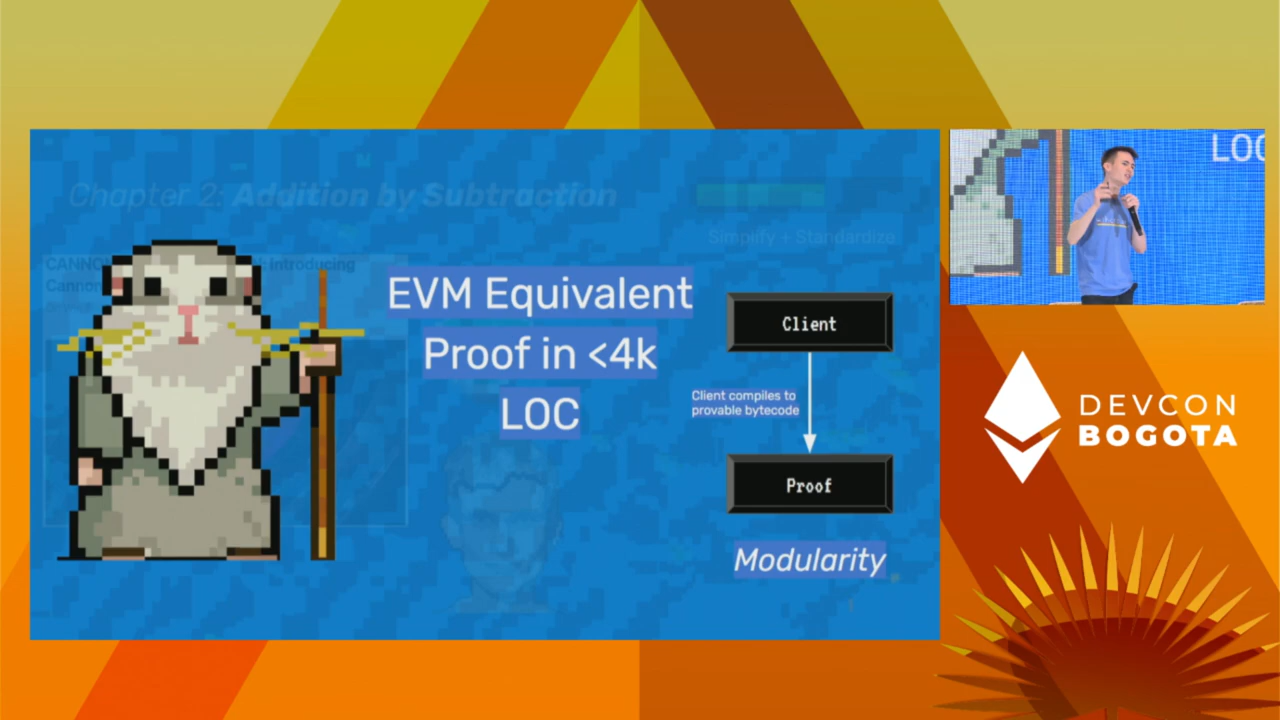 Chapter 2: Addition by Subtraction
Simplify + Standardize
Introducing
Cannon
EVM Equivalent
Proof in <4k
LOC
Client
Client compiles to
provable bytecode
Proof
Modularity
LOC
DEVCON
BOGOTA